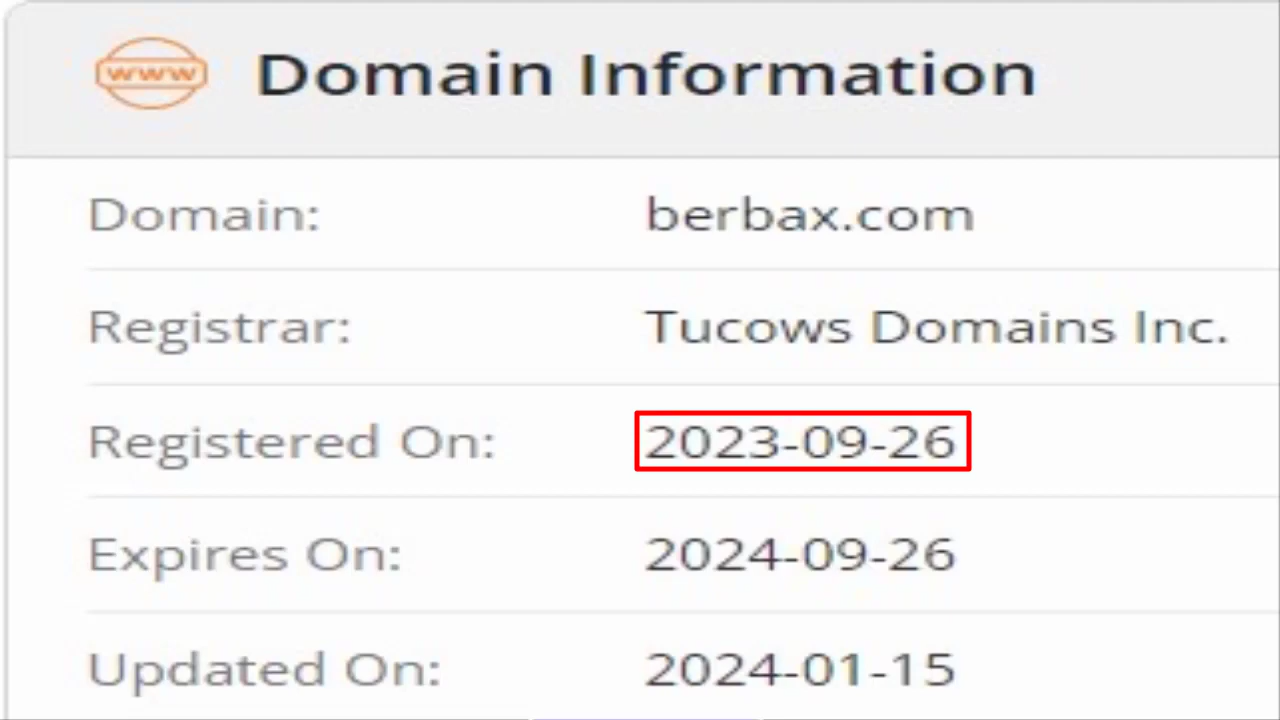 www Domain Information
Domain: berbax.com
Registrar: Tucows Domains Inc.
Registered On: 2023-09-26
Expires On: 2024-09-26
Updated On: 2024-01-15